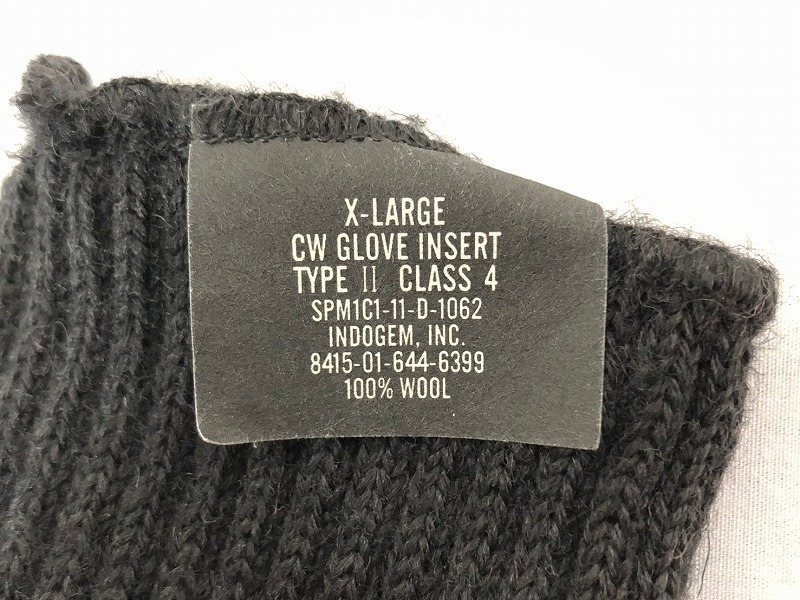 X-LARGE
CW GLOVE INSERT
TYPE II CLASS 4
SPM1C1-11-D-1062
INDOGEM, INC.
8415-01-644-6399
100% WOOL